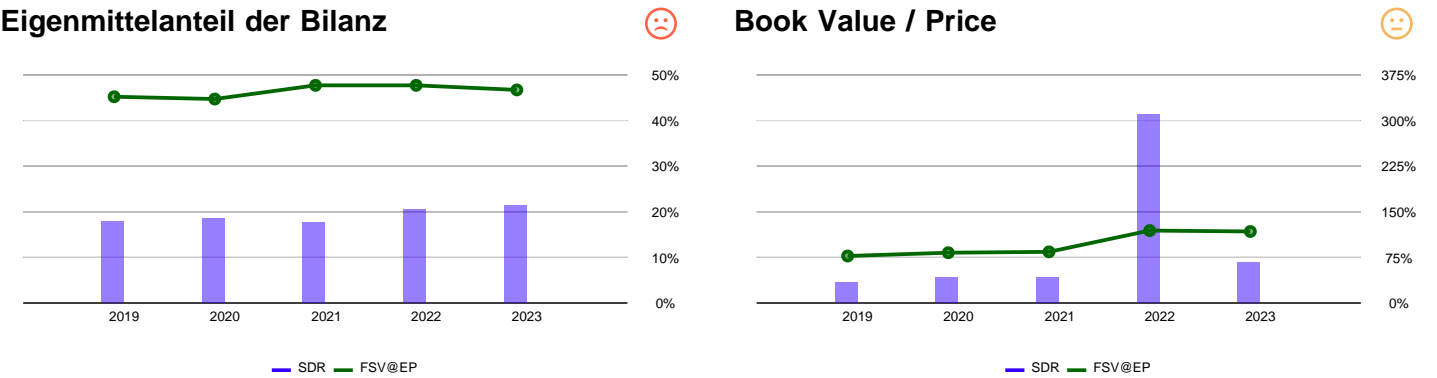 Eigenmittelanteil der Bilanz
50%
40%
30%
20%
10%
0%
2019 2020 2021 2022 2023
SDR FSV@EP
Book Value / Price
375%
300%
225%
150%
75%
0%
2019 2020 2021 2022 2023
SDR FSV@EP